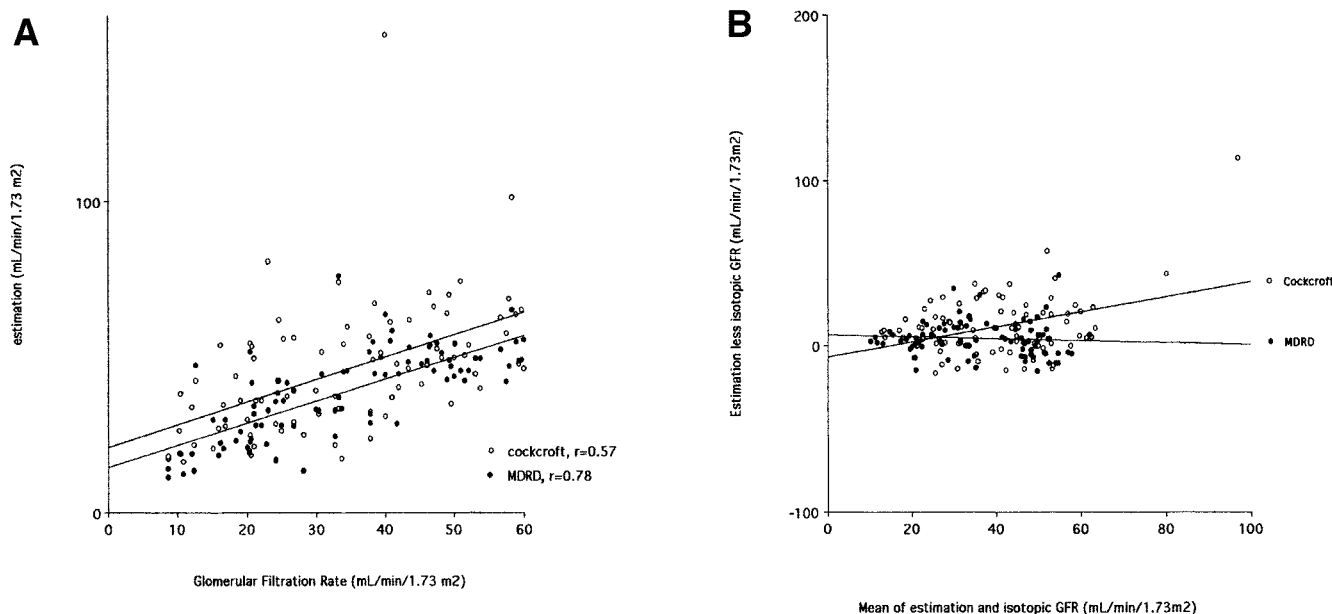 A
estimation (mL/min/1.73 m2)
100
0
cockcroft, r=0.57
MDRD, r=0.78
0 10 20 30 40 50 60
Glomerular Filtration Rate (mL/min/1.73 m2)
B
Estimation less isotopic GFR (mL/min/1.73m2)
200
100
0
-100
Cockcroft
MDRD
0 20 40 60 80 100
Mean of estimation and isotopic GFR (mL/min/1.73m2)